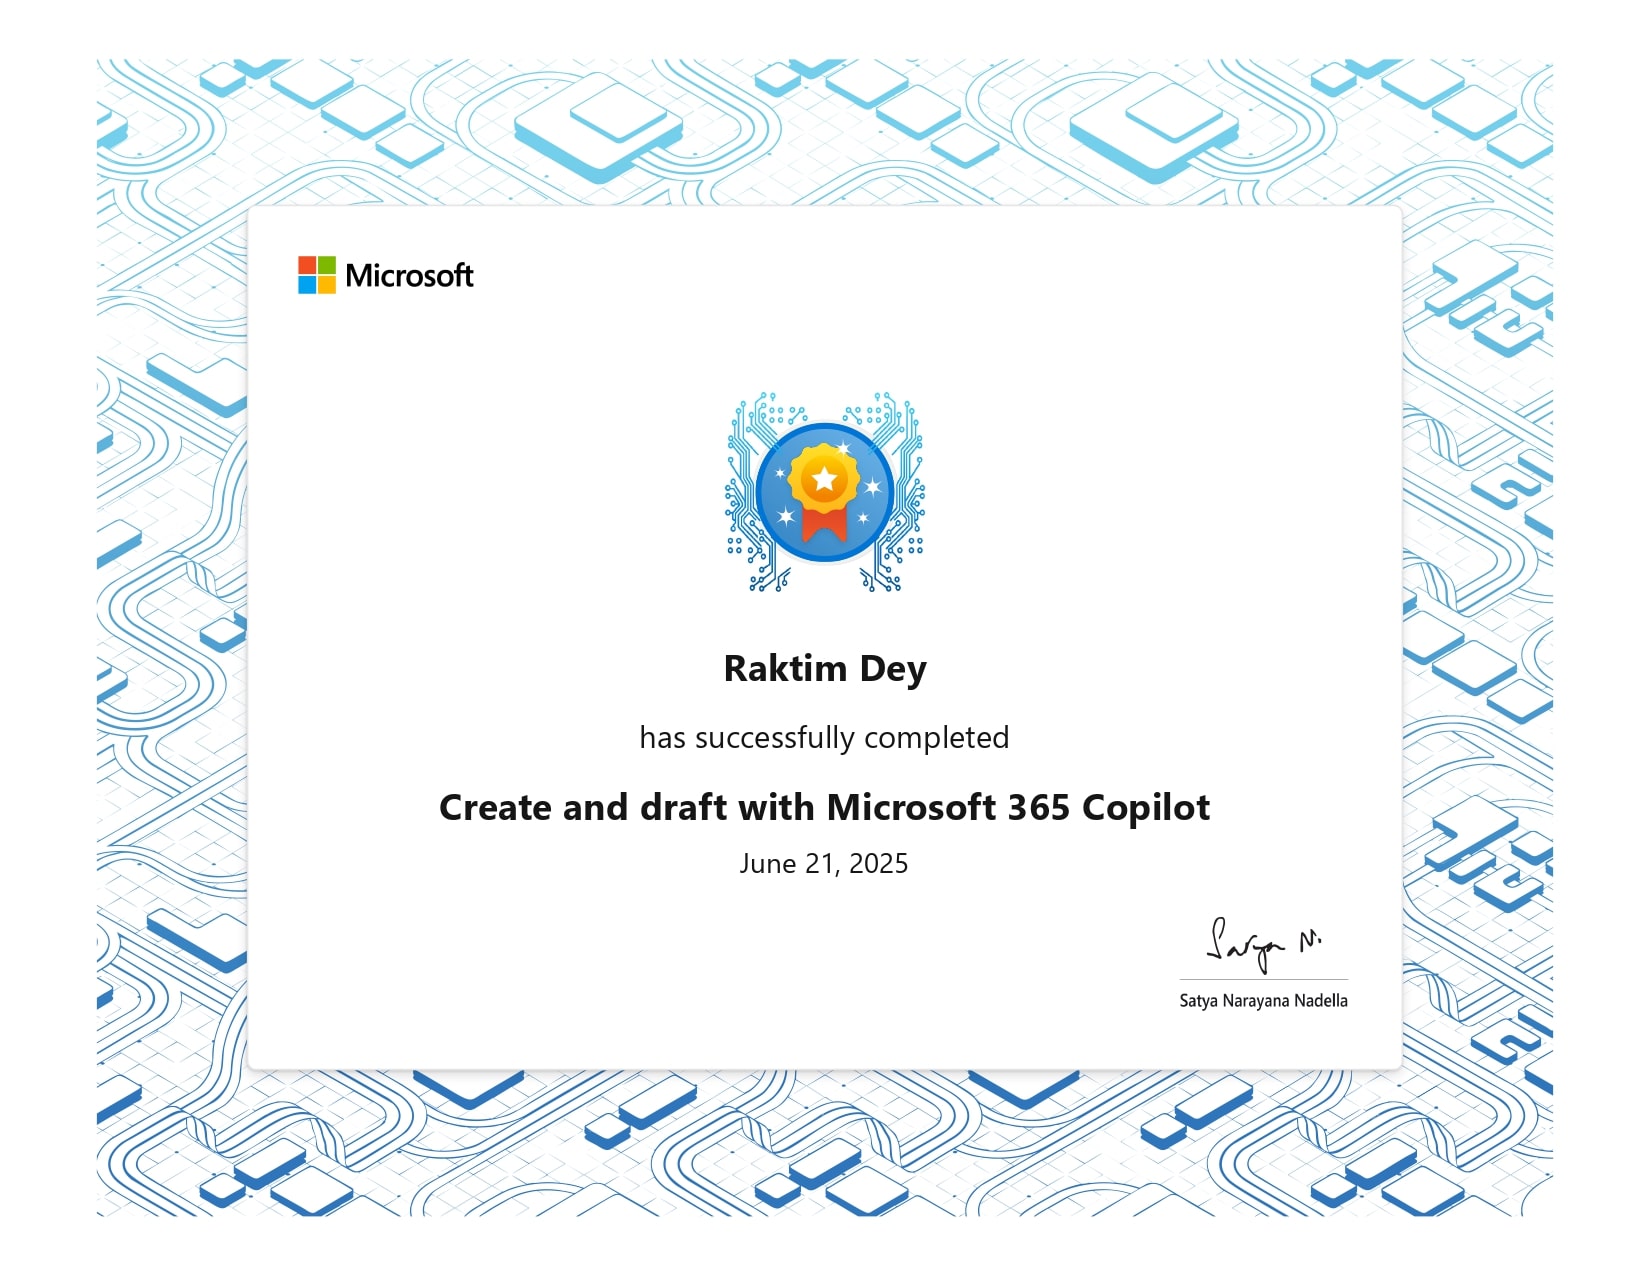 Microsoft
Raktim Dey
has successfully completed
Create and draft with Microsoft 365 Copilot
June 21, 2025
Satya N.
Satya Narayana Nadella